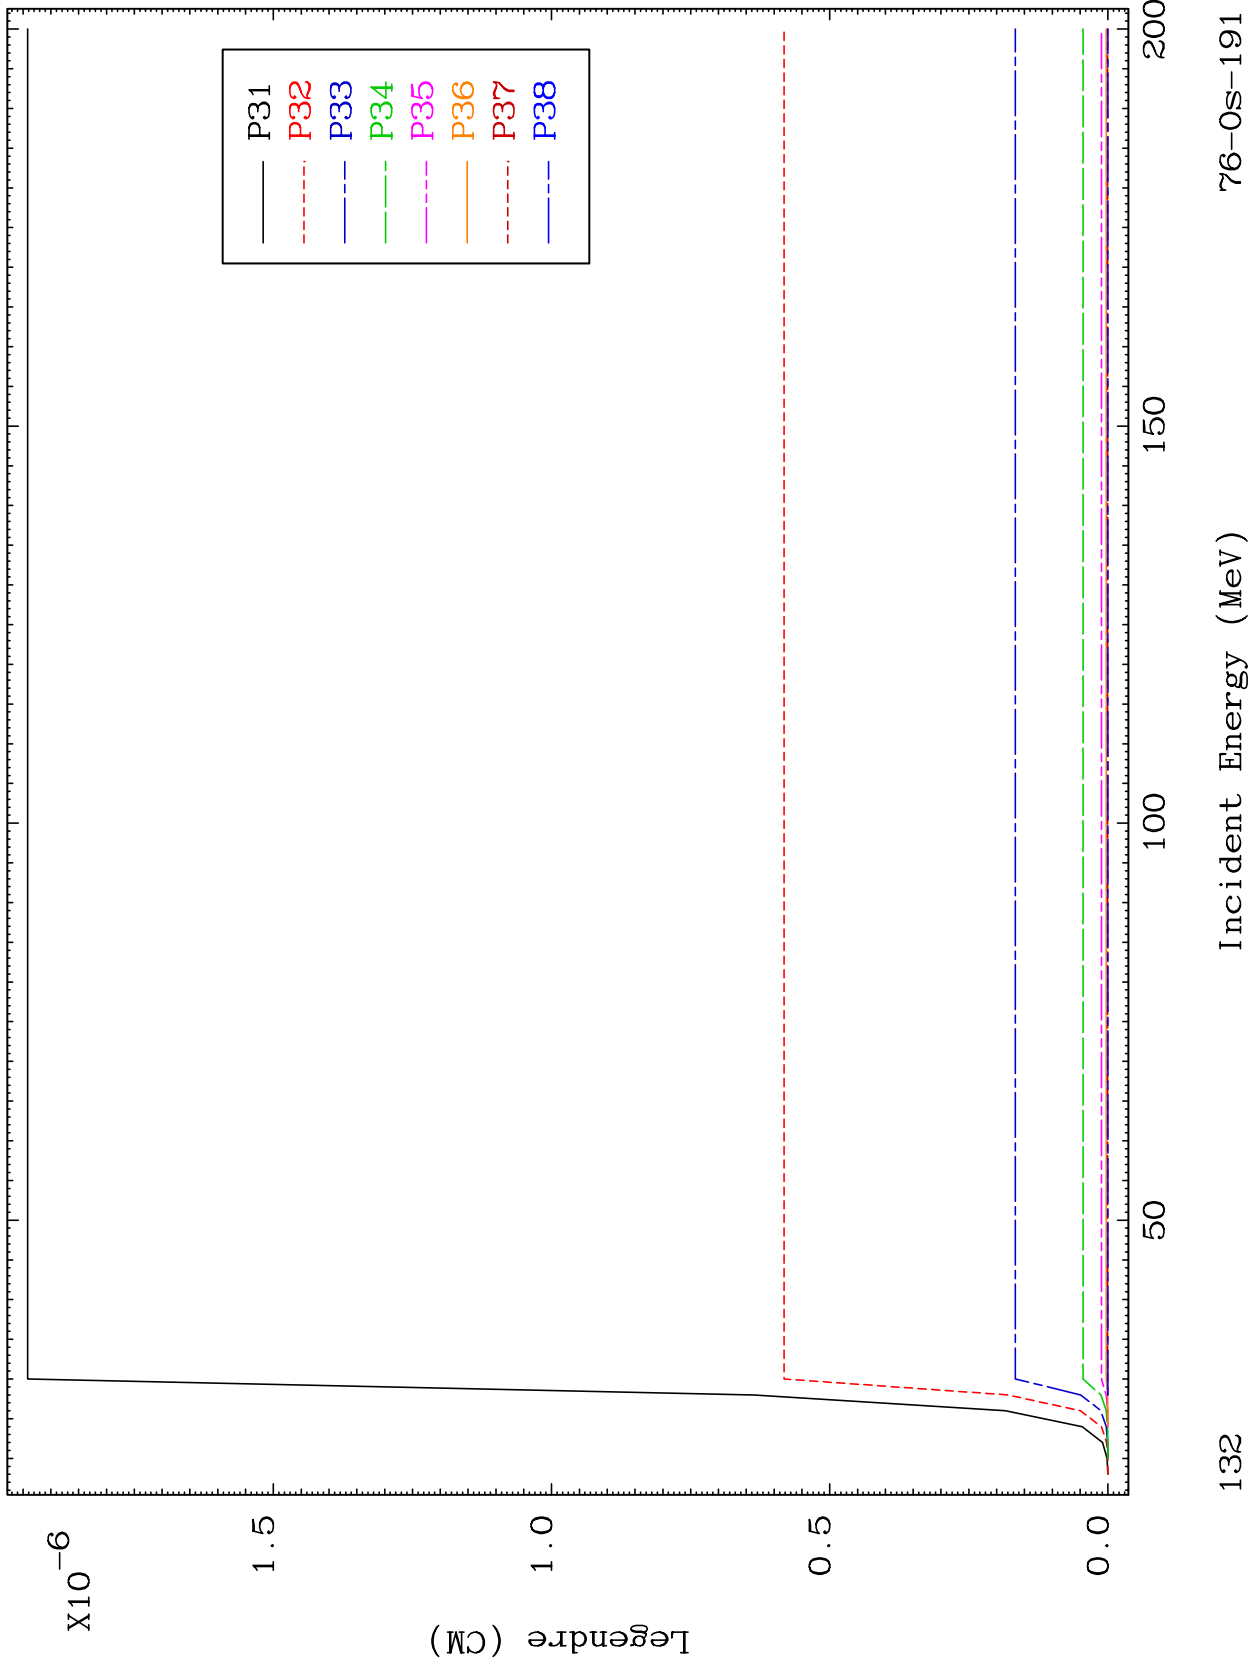 X10-6
1.5
1.0
0.5
0.0
Legendre (CM)
P31
P32
P33
P34
P35
P36
P37
P38
50
100
150
200
132
Incident Energy (MeV)
76-Os-191